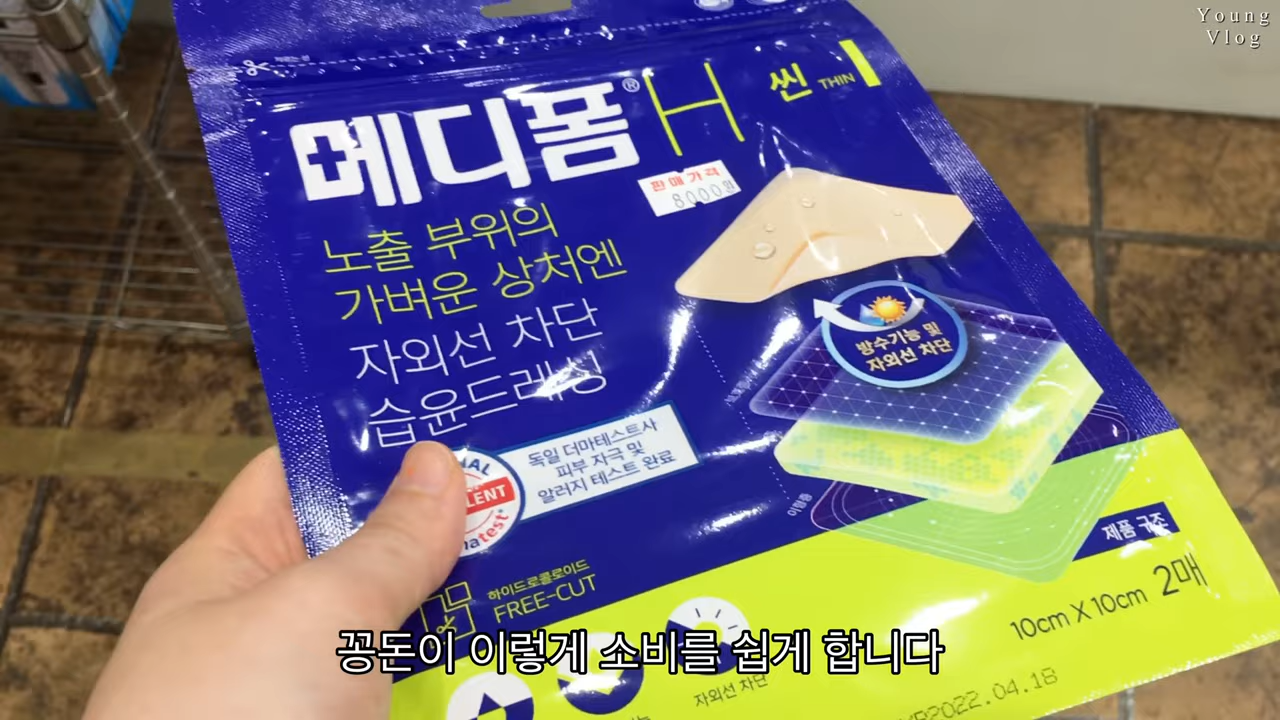 Young
Vlog
메디폼® H 씬 THIN
판매가격
8000원
노출 부위의
가벼운 상처엔
자외선 차단
습윤드레싱
방수기능 및
자외선 차단
독일 더마테스트사
피부 자극 및
알러지 테스트 완료
이형층
제품 구조
하이드로콜로이드
FREE-CUT
10cm X 10cm 2매
자외선 차단
2022.04.18
꽁돈이 이렇게 소비를 쉽게 합니다